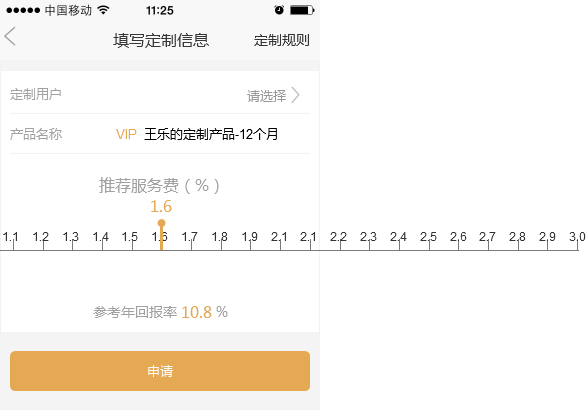 中国移动 11:25
填写定制信息 定制规则
定制用户 请选择
产品名称 VIP 王乐的定制产品-12个月
推荐服务费（%）
1.6
1.1 1.2 1.3 1.4 1.5 1.6 1.7 1.8 1.9 2.1 2.1 2.2 2.3 2.4 2.5 2.6 2.7 2.8 2.9 3.0
参考年回报率 10.8 %
申请